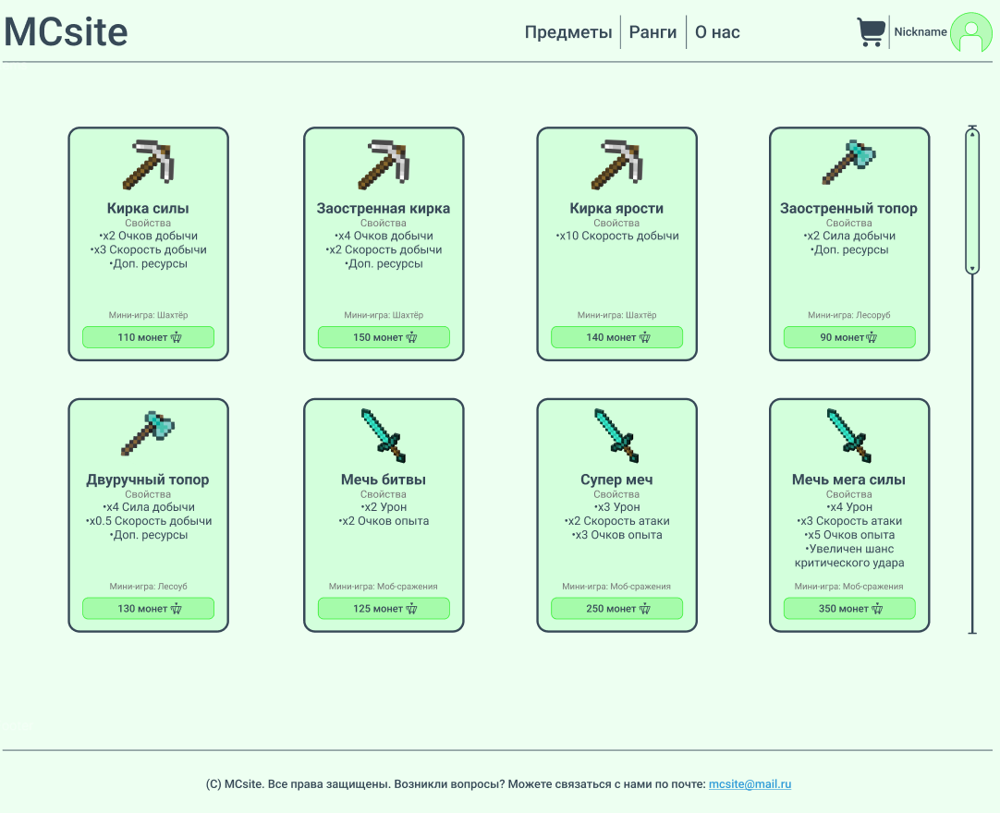 MCsite
Предметы
Ранги
О нас
Nickname
Кирка силы
Свойства
•x2 Очков добычи
•x3 Скорость добычи
•Доп. ресурсы
Мини-игра: Шахтёр
110 монет
Заостренная кирка
Свойства
•x4 Очков добычи
•x2 Скорость добычи
•Доп. ресурсы
Мини-игра: Шахтёр
150 монет
Кирка ярости
Свойства
•x10 Скорость добычи
Мини-игра: Шахтёр
140 монет
Заостренный топор
Свойства
•x2 Сила добычи
•Доп. ресурсы
Мини-игра: Лесоруб
90 монет
Двуручный топор
Свойства
•x4 Сила добычи
•x0.5 Скорость добычи
•Доп. ресурсы
Мини-игра: Лесоуб
130 монет
Мечь битвы
Свойства
•x2 Урон
•x2 Очков опыта
Мини-игра: Моб-сражения
125 монет
Супер меч
Свойства
•x3 Урон
•x2 Скорость атаки
•x3 Очков опыта
Мини-игра: Моб-сражения
250 монет
Мечь мега силы
Свойства
•x4 Урон
•x3 Скорость атаки
•x5 Очков опыта
•Увеличен шанс
критического удара
Мини-игра: Моб-сражения
350 монет
(C) MCsite. Все права защищены. Возникли вопросы? Можете связаться с нами по почте: mcsite@mail.ru